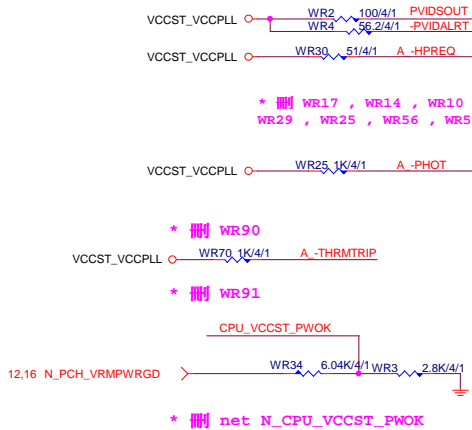 VCCST_VCCPLL WR2 100/4/1 PVIDSOUT
WR4 56.2/4/1 -PVIDALRT
VCCST_VCCPLL WR30 51/4/1 A_-HPREQ
* 刪 WR17 , WR14 , WR10
WR29 , WR25 , WR56 , WR5
VCCST_VCCPLL WR25 1K/4/1 A_-PHOT
* 刪 WR90
VCCST_VCCPLL WR70 1K/4/1 A_-THRMTRIP
* 刪 WR91
CPU_VCCST_PWOK
12,16 N_PCH_VRMPWRGD WR34 6.04K/4/1 WR3 2.8K/4/1
* 刪 net N_CPU_VCCST_PWOK